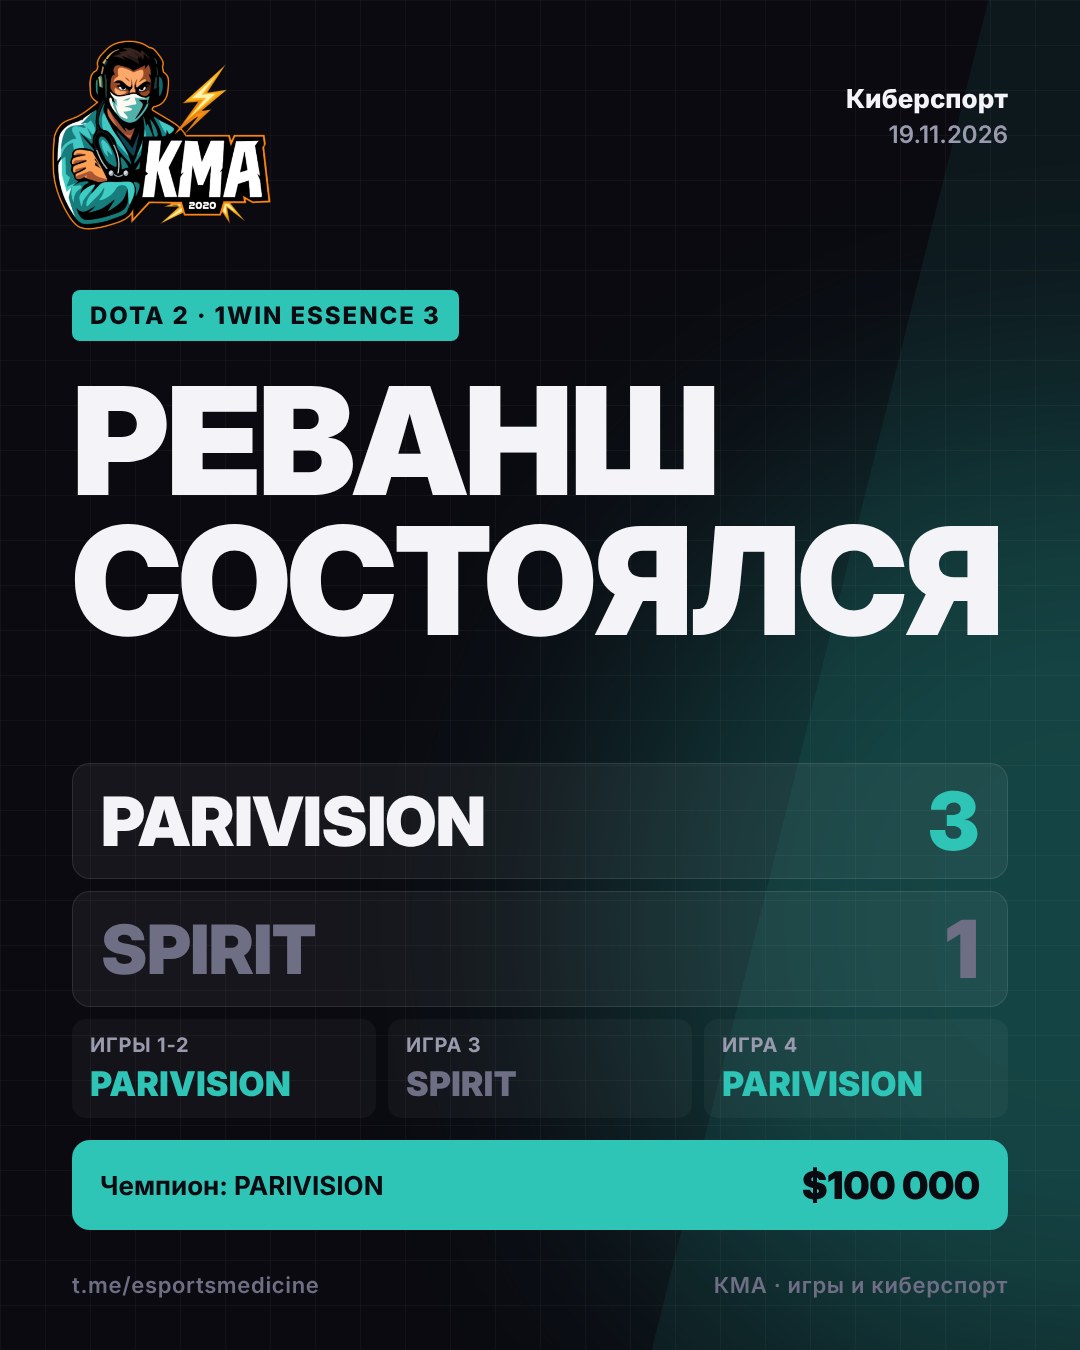 KMA
2020
Киберспорт
19.11.2026
DOTA 2 · 1WIN ESSENCE 3
РЕВАНШ
СОСТОЯЛСЯ
PARIVISION 3
SPIRIT 1
ИГРЫ 1-2
PARIVISION
ИГРА 3
SPIRIT
ИГРА 4
PARIVISION
Чемпион: PARIVISION $100 000
t.me/esportsmedicine
КМА · игры и киберспорт